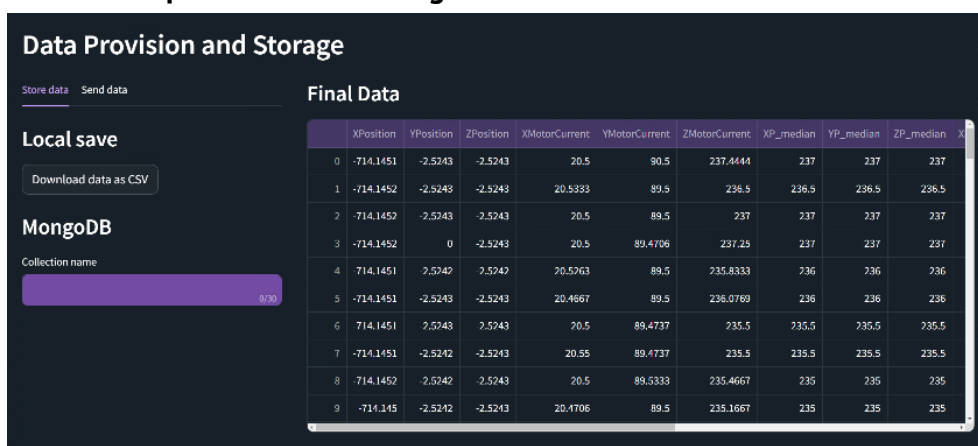 Data Provision and Storage
Store data Send data
Local save
Download data as CSV
MongoDB
Collection name
0/30
Final Data
XPosition YPosition ZPosition XMotorCurrent YMotorCurrent ZMotorCurrent XP_median YP_median ZP_median X
0 -714.1451 -2.5243 -2.5243 20.5 90.5 237.4444 237 237 237
1 -714.1452 -2.5243 -2.5243 20.5333 89.5 236.5 236.5 236.5 236.5
2 -714.1452 -2.5243 -2.5243 20.5 89.5 237 237 237 237
3 -714.1452 0 -2.5243 20.5 89.4706 237.25 237 237 237
4 -714.1451 -2.5242 -2.5242 20.5263 89.5 235.8333 236 236 236
5 -714.1451 -2.5243 -2.5243 20.4667 89.5 236.0769 236 236 236
6 -714.1451 -2.5243 -2.5243 20.5 89.4737 235.5 235.5 235.5 235.5
7 -714.1451 -2.5242 -2.5243 20.55 89.4737 235.5 235.5 235.5 235.5
8 -714.1452 -2.5242 -2.5243 20.5 89.5333 235.4667 235 235 235
9 -714.145 -2.5242 -2.5243 20.4706 89.5 235.1667 235 235 235